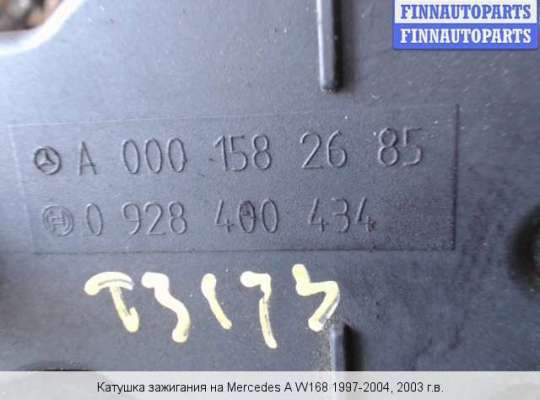 FINNAUTOPARTS
FINNAUTOPARTS
A 000 158 26 85
0 928 400 434
T3173
Катушка зажигания на Mercedes A W168 1997-2004, 2003 г.в.